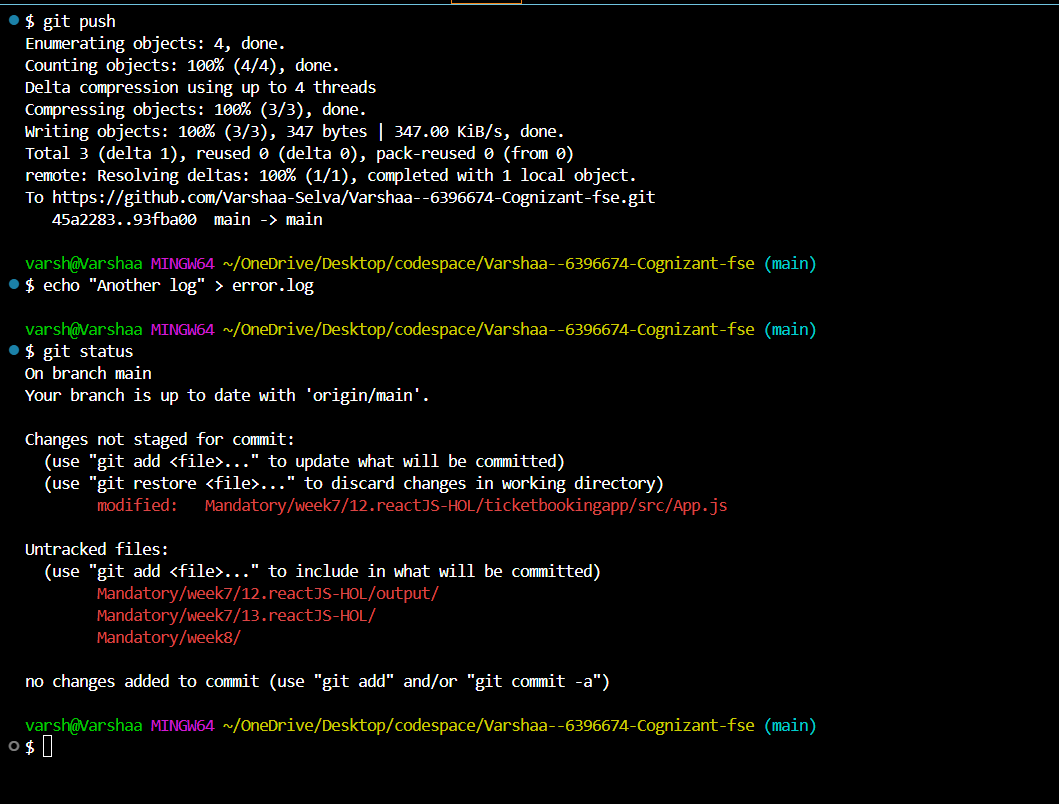 $ git push
Enumerating objects: 4, done.
Counting objects: 100% (4/4), done.
Delta compression using up to 4 threads
Compressing objects: 100% (3/3), done.
Writing objects: 100% (3/3), 347 bytes | 347.00 KiB/s, done.
Total 3 (delta 1), reused 0 (delta 0), pack-reused 0 (from 0)
remote: Resolving deltas: 100% (1/1), completed with 1 local object.
To https://github.com/Varshaa-Selva/Varshaa--6396674-Cognizant-fse.git
   45a2283..93fba00  main -> main

varsh@Varshaa MINGW64 ~/OneDrive/Desktop/codespace/Varshaa--6396674-Cognizant-fse (main)
$ echo "Another log" > error.log

varsh@Varshaa MINGW64 ~/OneDrive/Desktop/codespace/Varshaa--6396674-Cognizant-fse (main)
$ git status
On branch main
Your branch is up to date with 'origin/main'.

Changes not staged for commit:
  (use "git add <file>..." to update what will be committed)
  (use "git restore <file>..." to discard changes in working directory)
        modified:   Mandatory/week7/12.reactJS-HOL/ticketbookingapp/src/App.js

Untracked files:
  (use "git add <file>..." to include in what will be committed)
        Mandatory/week7/12.reactJS-HOL/output/
        Mandatory/week7/13.reactJS-HOL/
        Mandatory/week8/

no changes added to commit (use "git add" and/or "git commit -a")

varsh@Varshaa MINGW64 ~/OneDrive/Desktop/codespace/Varshaa--6396674-Cognizant-fse (main)
$